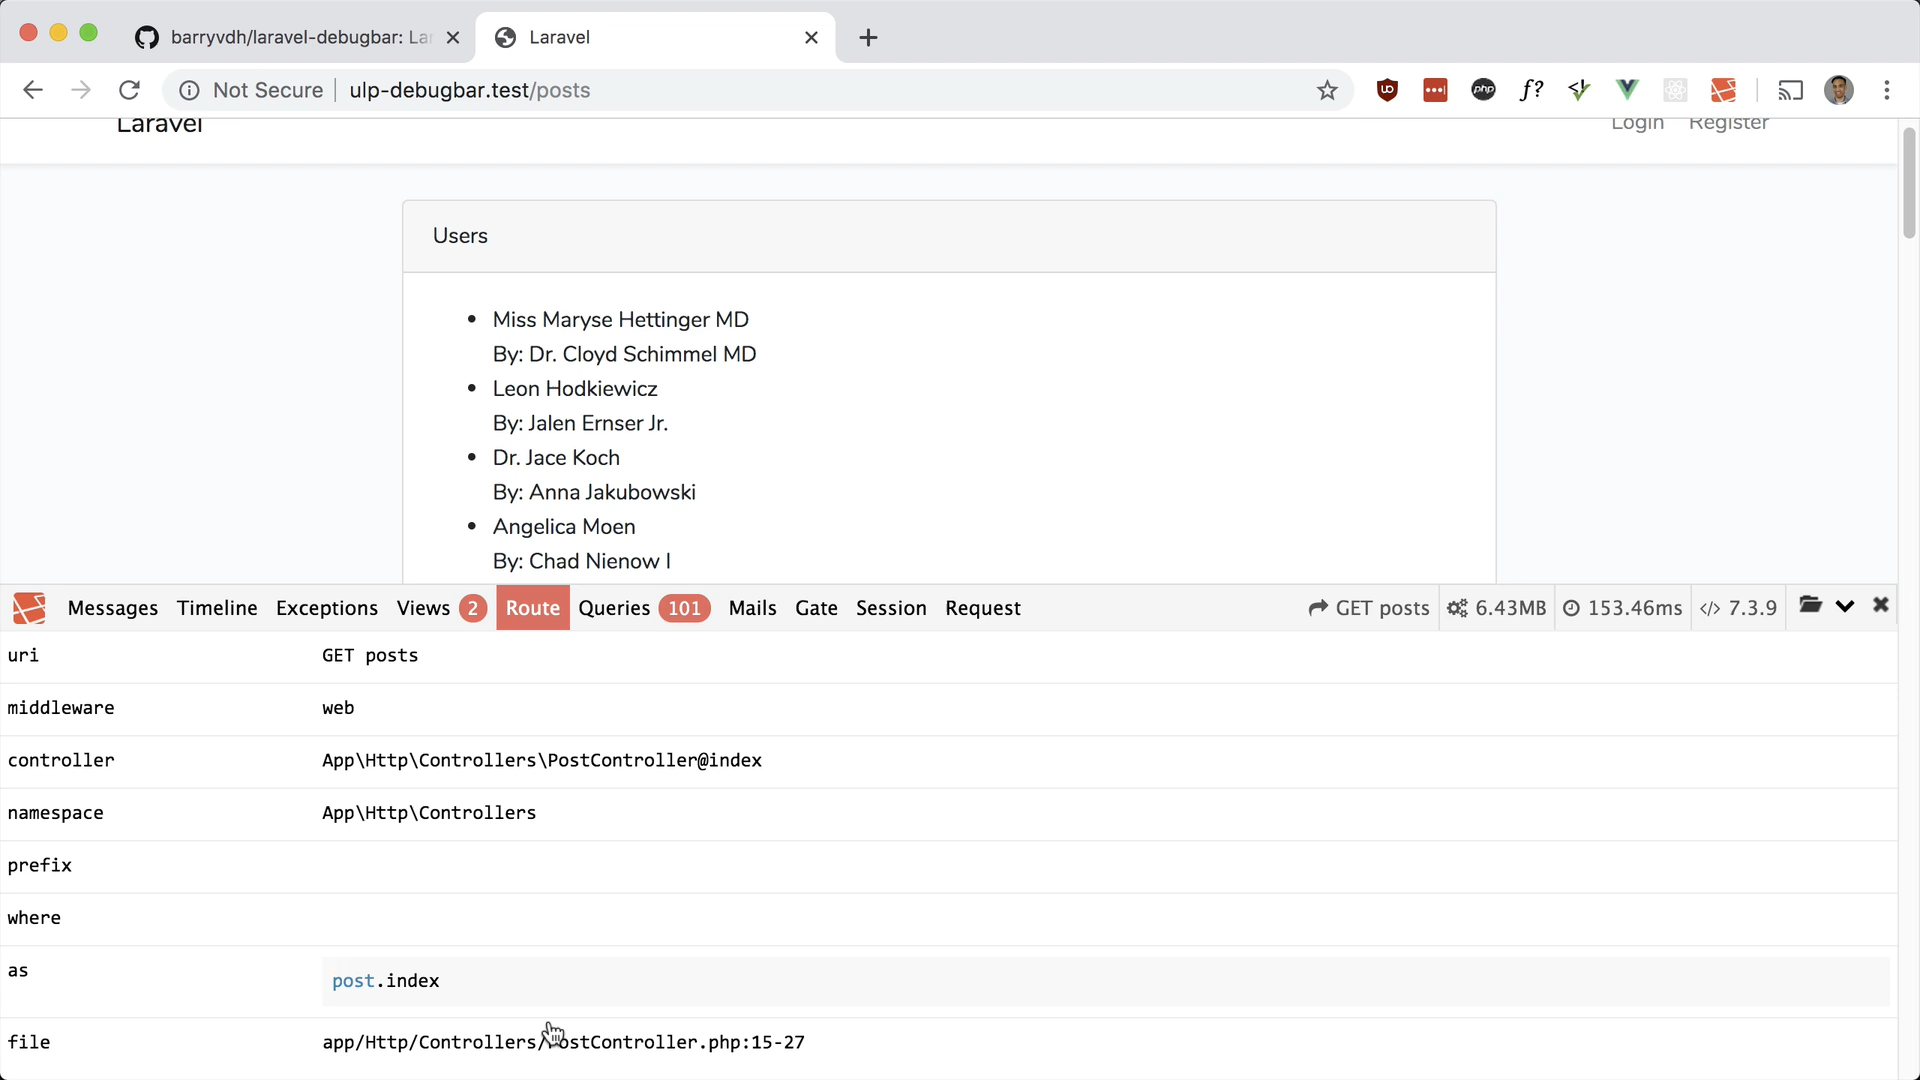 barryvdh/laravel-debugbar: Lar
Laravel
Not Secure
ulp-debugbar.test/posts
php
f?
Laravel
Login
Register
Users
Miss Maryse Hettinger MD
By: Dr. Cloyd Schimmel MD
Leon Hodkiewicz
By: Jalen Ernser Jr.
Dr. Jace Koch
By: Anna Jakubowski
Angelica Moen
By: Chad Nienow I
Messages Timeline Exceptions Views 2 Route Queries 101 Mails Gate Session Request GET posts 6.43MB 153.46ms </> 7.3.9
uri GET posts
middleware web
controller App\Http\Controllers\PostController@index
namespace App\Http\Controllers
prefix
where
as post.index
file app/Http/Controllers/PostController.php:15-27